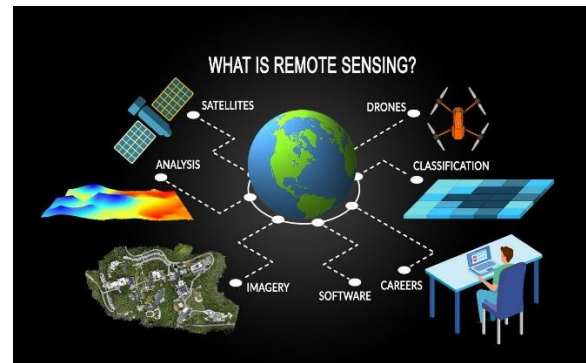 WHAT IS REMOTE SENSING?
SATELLITES
DRONES
ANALYSIS
CLASSIFICATION
IMAGERY
SOFTWARE
CAREERS